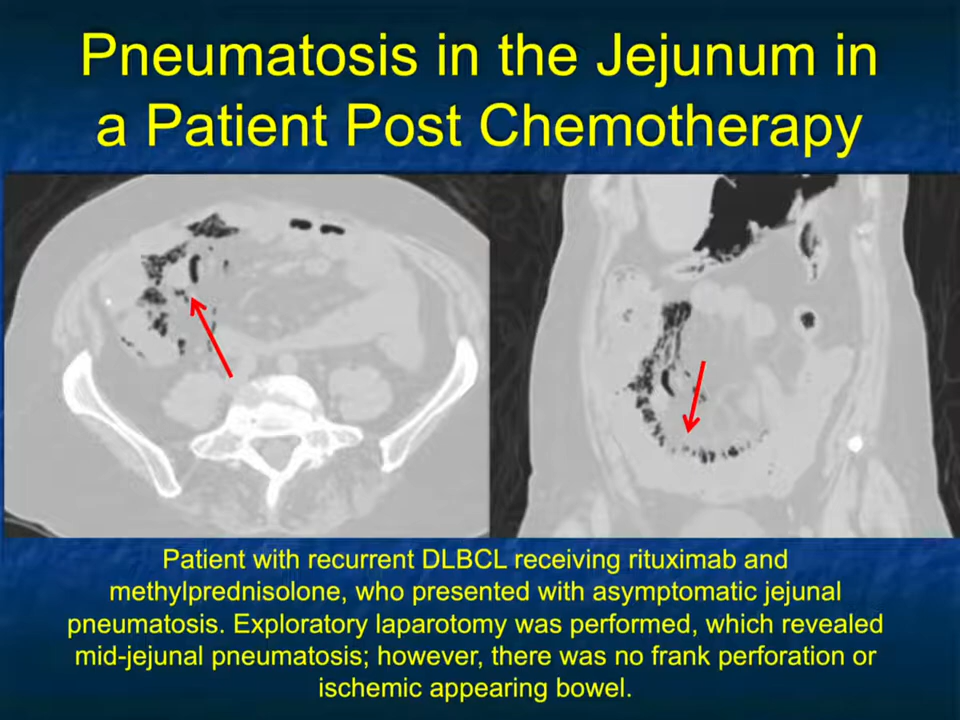 Pneumatosis in the Jejunum in
a Patient Post Chemotherapy
Patient with recurrent DLBCL receiving rituximab and
methylprednisolone, who presented with asymptomatic jejunal
pneumatosis. Exploratory laparotomy was performed, which revealed
mid-jejunal pneumatosis; however, there was no frank perforation or
ischemic appearing bowel.